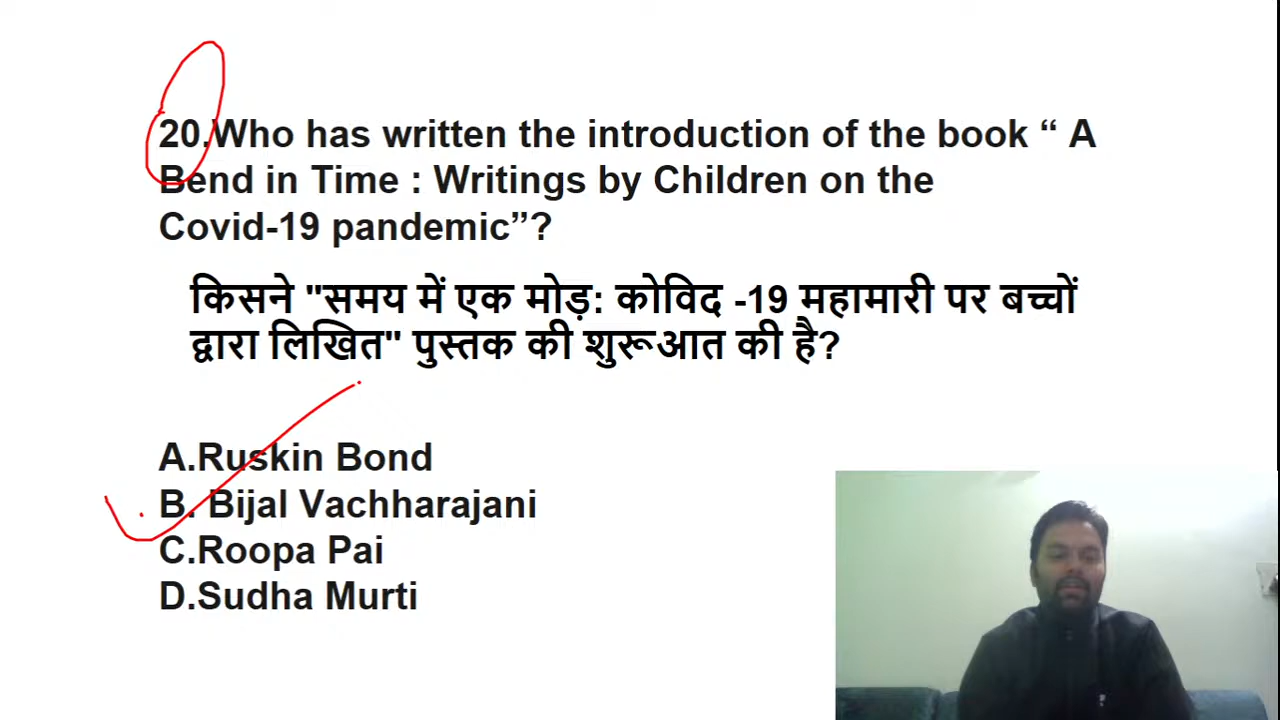 20.Who has written the introduction of the book “ A
Bend in Time : Writings by Children on the
Covid-19 pandemic”?
किसने "समय में एक मोड़: कोविद -19 महामारी पर बच्चों
द्वारा लिखित" पुस्तक की शुरूआत की है?
A.Ruskin Bond
B. Bijal Vachharajani
C.Roopa Pai
D.Sudha Murti